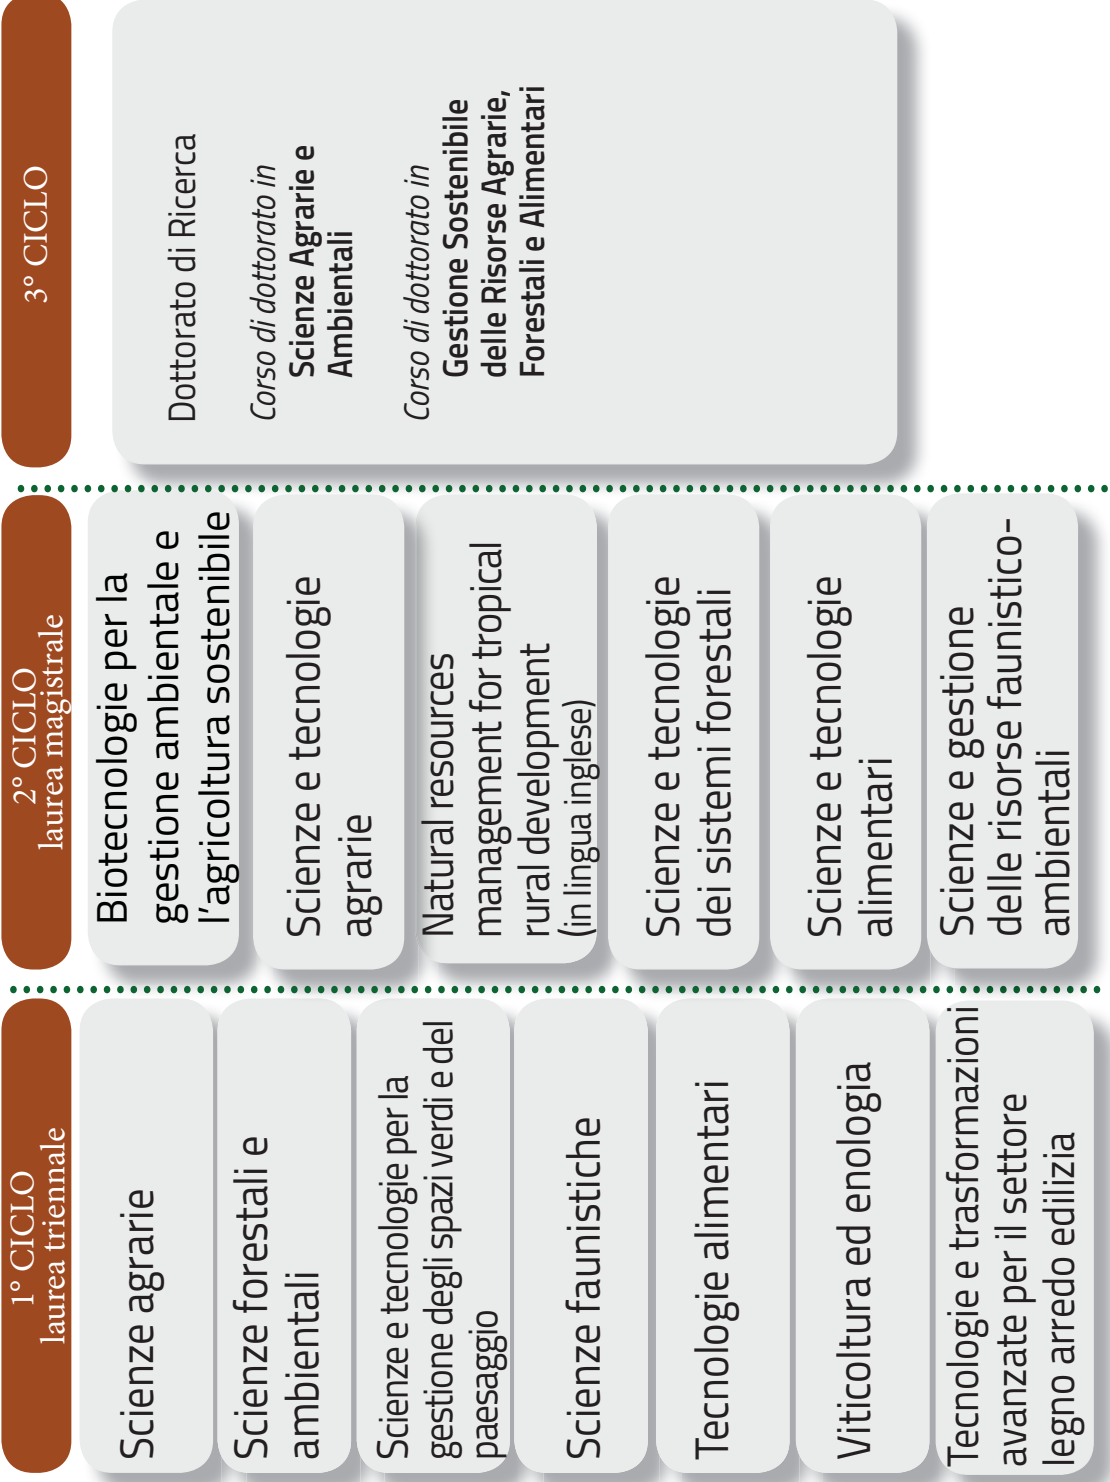 1° CICLO
laurea triennale
Scienze agrarie
Scienze forestali e
ambientali
Scienze e tecnologie per la
gestione degli spazi verdi e del
paesaggio
Scienze faunistiche
Tecnologie alimentari
Viticoltura ed enologia
Tecnologie e trasformazioni
avanzate per il settore
legno arredo edilizia
2° CICLO
laurea magistrale
Biotecnologie per la
gestione ambientale e
l'agricoltura sostenibile
Scienze e tecnologie
agrarie
Natural resources
management for tropical
rural development
(in lingua inglese)
Scienze e tecnologie
dei sistemi forestali
Scienze e tecnologie
alimentari
Scienze e gestione
delle risorse faunistico-
ambientali
3° CICLO
Dottorato di Ricerca
Corso di dottorato in
Scienze Agrarie e
Ambientali
Corso di dottorato in
Gestione Sostenibile
delle Risorse Agrarie,
Forestali e Alimentari